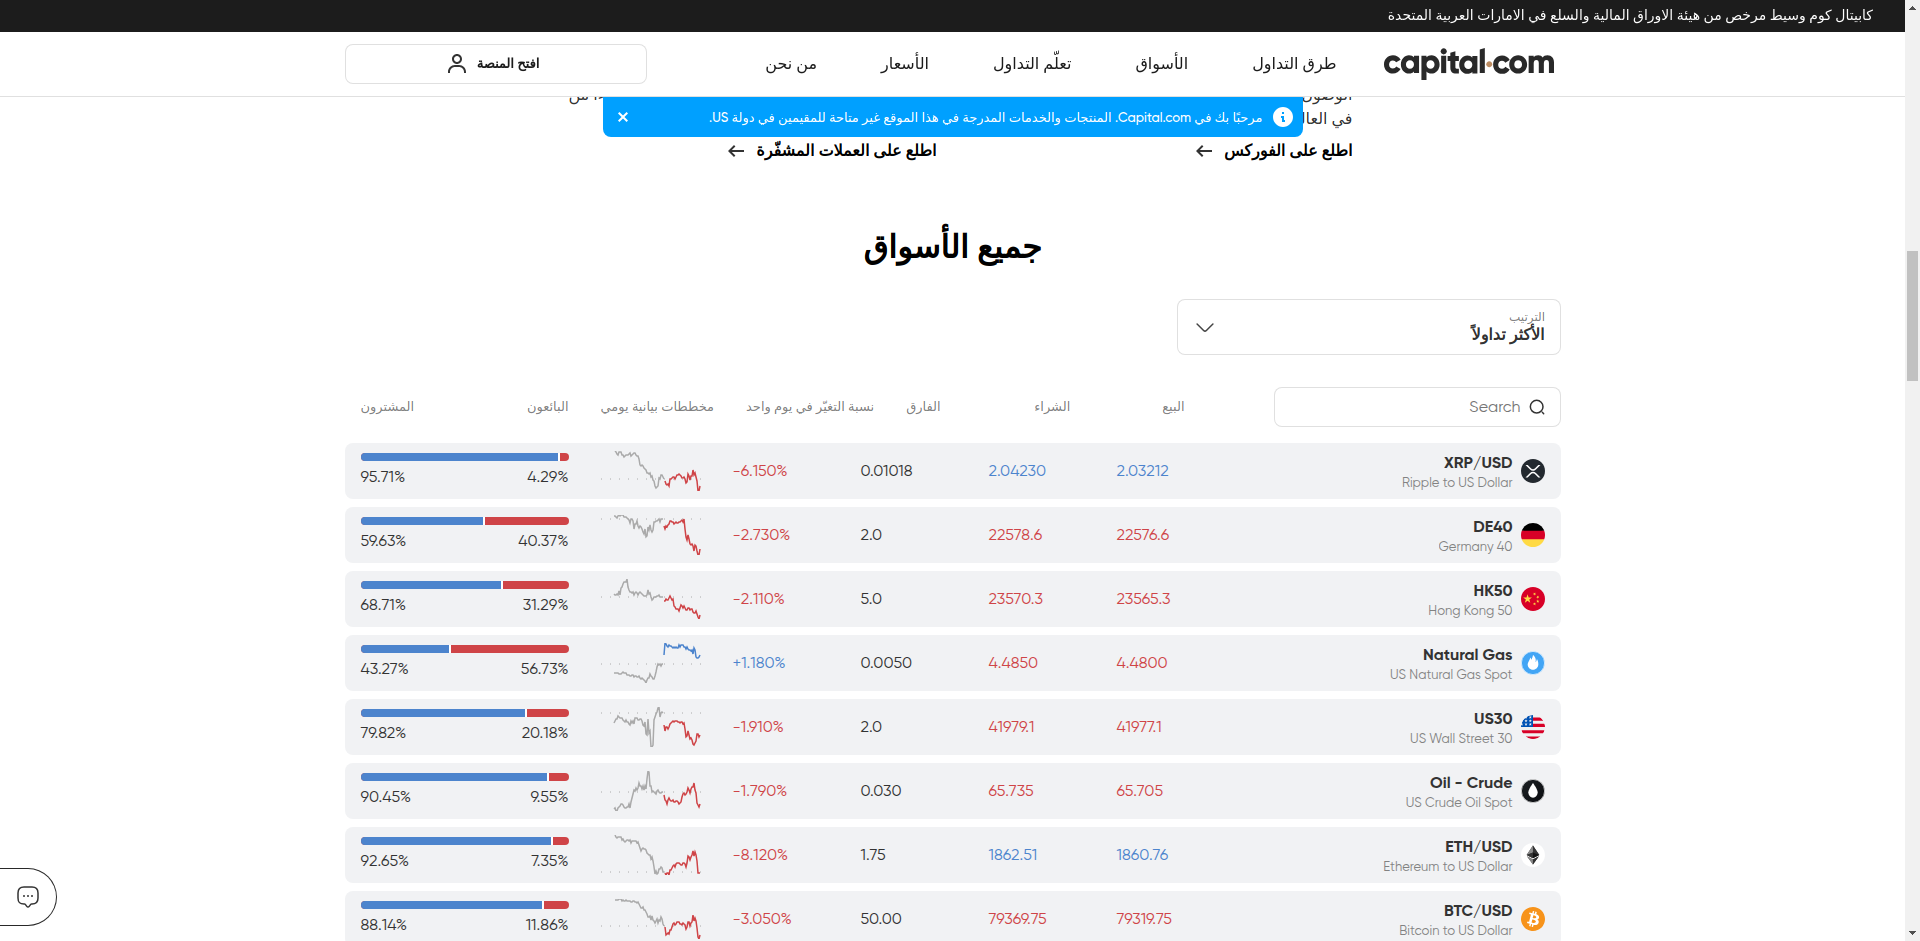 كابيتال كوم وسيط مرخص من هيئة الاوراق المالية والسلع في الامارات العربية المتحدة
capital.com
طرق التداول
الأسواق
تعلّم التداول
الأسعار
من نحن
افتح المنصة
مرحبًا بك في Capital.com. المنتجات والخدمات المدرجة في هذا الموقع غير متاحة للمقيمين في دولة US.
اطلع على الفوركس
اطلع على العملات المشفّرة
جميع الأسواق
الترتيب
الأكثر تداولاً
Search
البيع
الشراء
الفارق
نسبة التغيّر في يوم واحد
مخططات بيانية يومي
البائعون
المشترون
XRP/USD
Ripple to US Dollar
2.03212
2.04230
0.01018
-6.150%
4.29%
95.71%
DE40
Germany 40
22576.6
22578.6
2.0
-2.730%
40.37%
59.63%
HK50
Hong Kong 50
23565.3
23570.3
5.0
-2.110%
31.29%
68.71%
Natural Gas
US Natural Gas Spot
4.4800
4.4850
0.0050
+1.180%
56.73%
43.27%
US30
US Wall Street 30
41977.1
41979.1
2.0
-1.910%
20.18%
79.82%
Oil - Crude
US Crude Oil Spot
65.705
65.735
0.030
-1.790%
9.55%
90.45%
ETH/USD
Ethereum to US Dollar
1860.76
1862.51
1.75
-8.120%
7.35%
92.65%
BTC/USD
Bitcoin to US Dollar
79319.75
79369.75
50.00
-3.050%
11.86%
88.14%